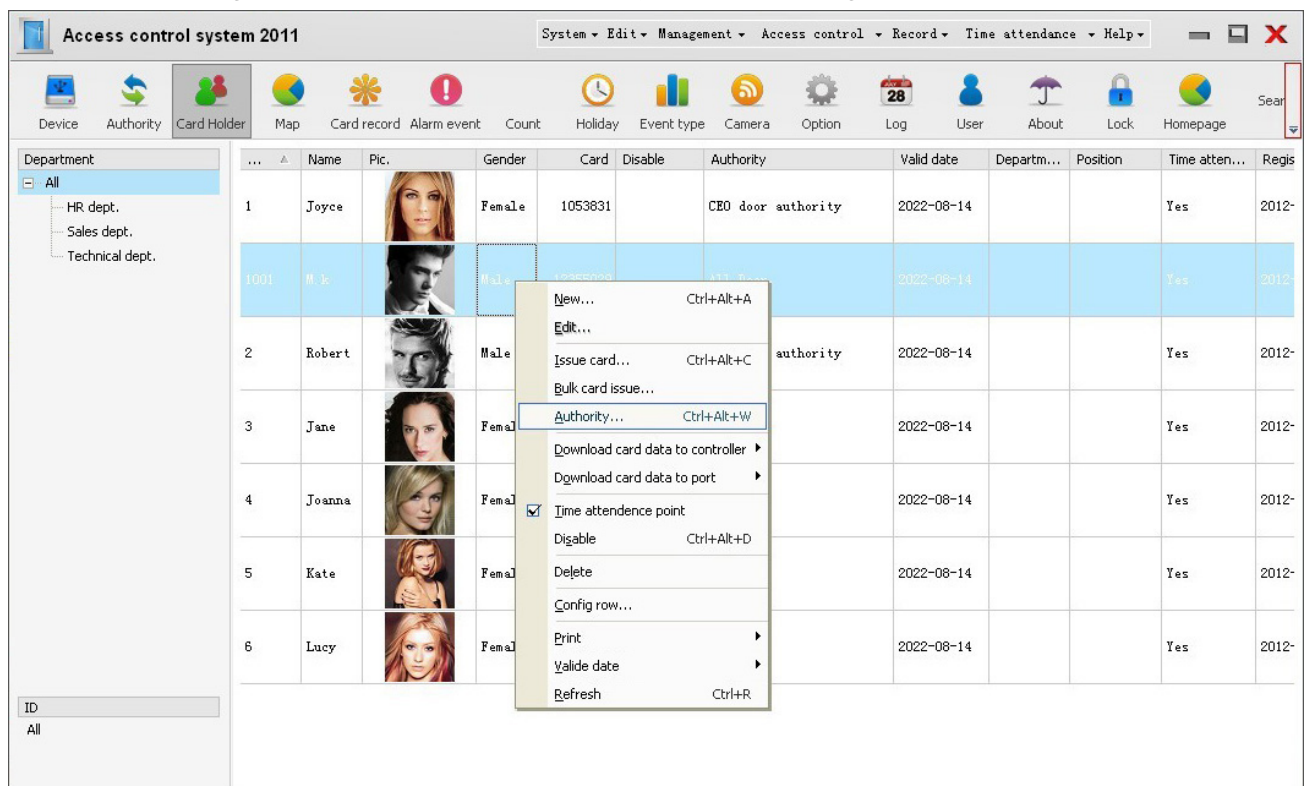 Access control system 2011
System Edit Management Access control Record Time attendance Help
Device Authority Card Holder Map Card record Alarm event Count Holiday Event type Camera Option Log User About Lock Homepage Sear
28
Department
All
HR dept.
Sales dept.
Technical dept.
ID
All
... Name Pic. Gender Card Disable Authority Valid date Departm... Position Time atten... Regis
1 Joyce Female 1053831 CEO door authority 2022-08-14 Yes 2012-
1001 M.k Male 12355029 All Door 2022-08-14 Yes 2012-
2 Robert Male authority 2022-08-14 Yes 2012-
3 Jane Femal 2022-08-14 Yes 2012-
4 Joanna Femal 2022-08-14 Yes 2012-
5 Kate Femal 2022-08-14 Yes 2012-
6 Lucy Femal 2022-08-14 Yes 2012-
New... Ctrl+Alt+A
Edit...
Issue card... Ctrl+Alt+C
Bulk card issue...
Authority... Ctrl+Alt+W
Download card data to controller
Download card data to port
Time attendence point
Disable Ctrl+Alt+D
Delete
Config row...
Print
Valide date
Refresh Ctrl+R